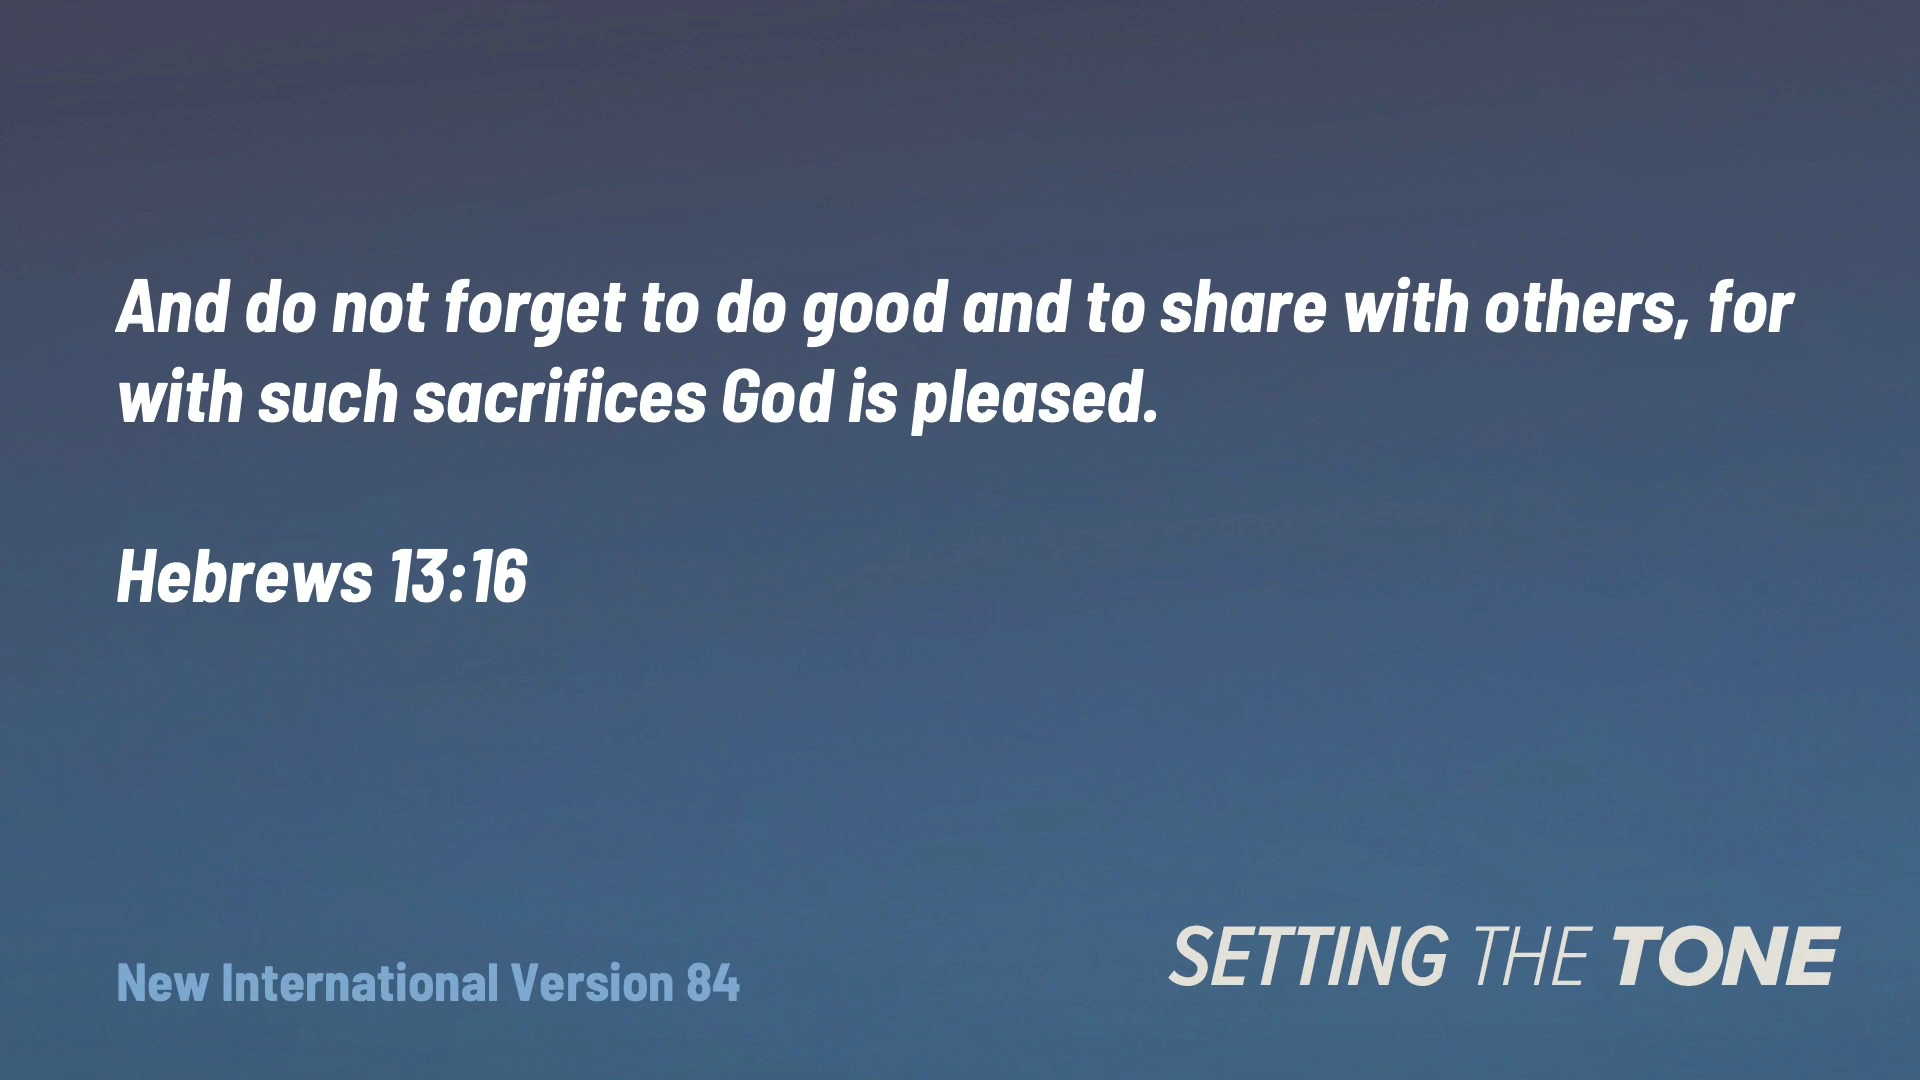 And do not forget to do good and to share with others, for
with such sacrifices God is pleased.
Hebrews 13:16
New International Version 84
SETTING THE TONE